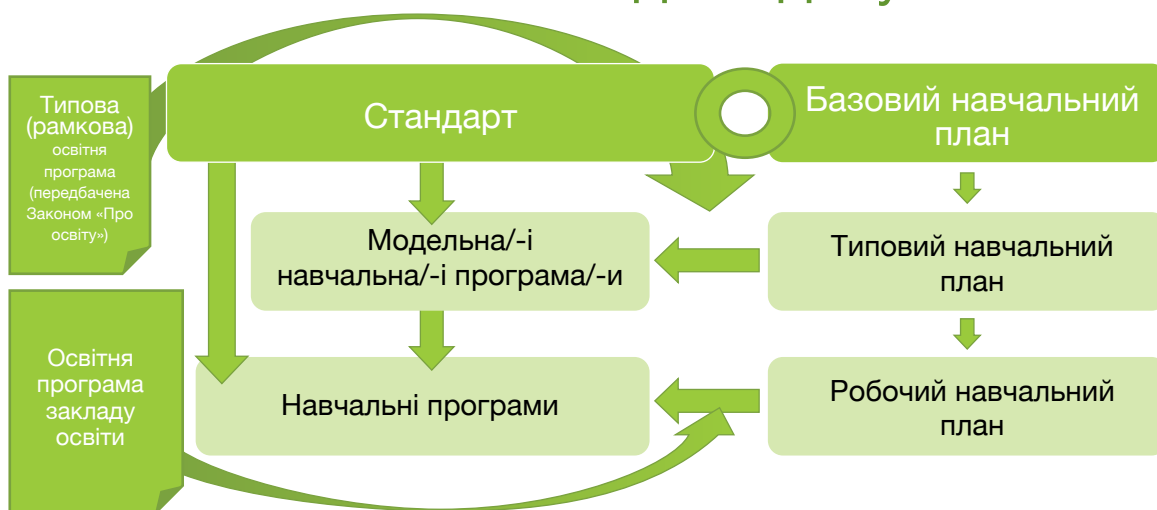 Типова
(рамкова)
освітня
програма
(передбачена
Законом «Про
освіту»)
Стандарт
Базовий навчальний
план
Модельна/-і
навчальна/-і програма/-и
Типовий навчальний
план
Освітня
програма
закладу
освіти
Навчальні програми
Робочий навчальний
план